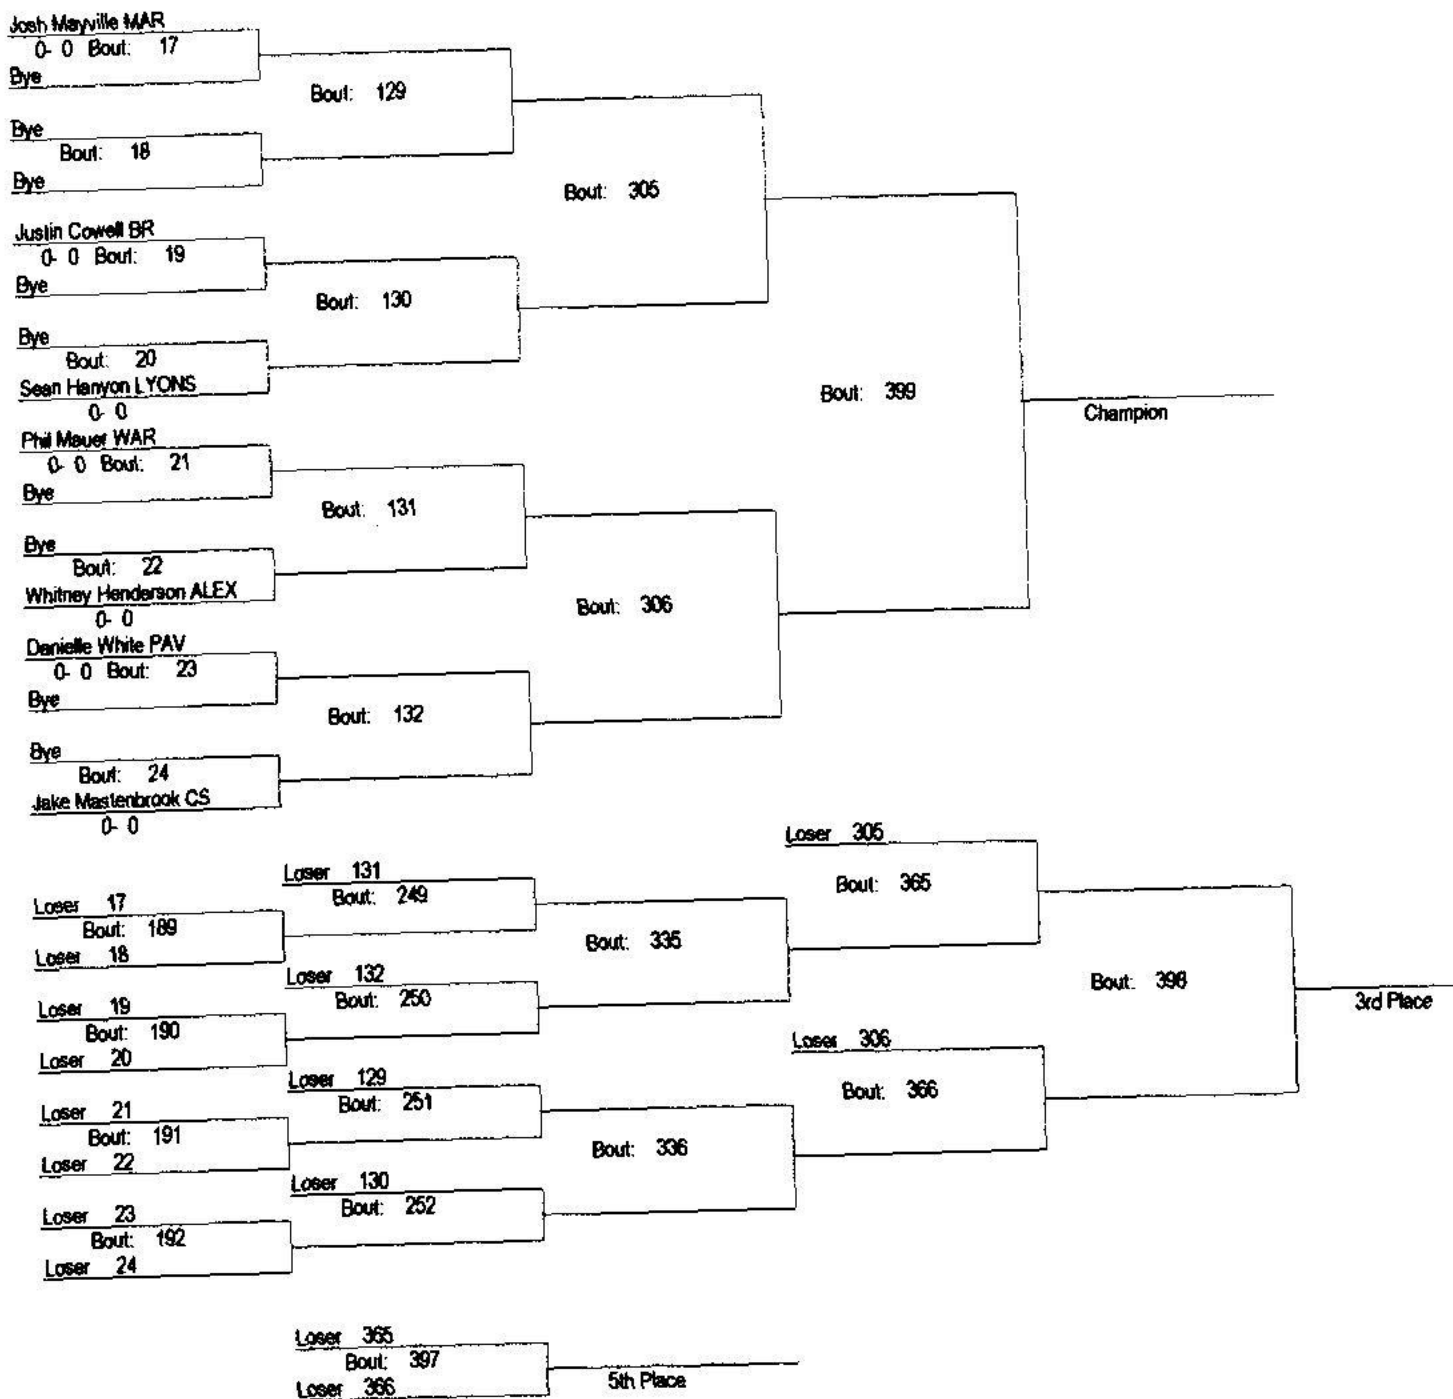 Josh Mayville MAR
0- 0 Bout: 17
Bye
Bout: 129
Bye
Bout: 18
Bye
Bout: 305
Justin Cowell BR
0- 0 Bout: 19
Bye
Bout: 130
Bye
Bout: 20
Sean Hanyon LYONS
0- 0
Bout: 399
Champion
Phil Mauer WAR
0- 0 Bout: 21
Bye
Bout: 131
Bye
Bout: 22
Whitney Henderson ALEX
0- 0
Bout: 306
Danielle White PAV
0- 0 Bout: 23
Bye
Bout: 132
Bye
Bout: 24
Jake Mastenbrook CS
0- 0
Loser 305
Bout: 365
Loser 131
Bout: 249
Loser 17
Bout: 189
Loser 18
Bout: 335
Loser 132
Bout: 250
Loser 19
Bout: 190
Loser 20
Bout: 398
3rd Place
Loser 306
Bout: 366
Loser 129
Bout: 251
Loser 21
Bout: 191
Loser 22
Bout: 336
Loser 130
Bout: 252
Loser 23
Bout: 192
Loser 24
Loser 365
Bout: 397
Loser 366
5th Place